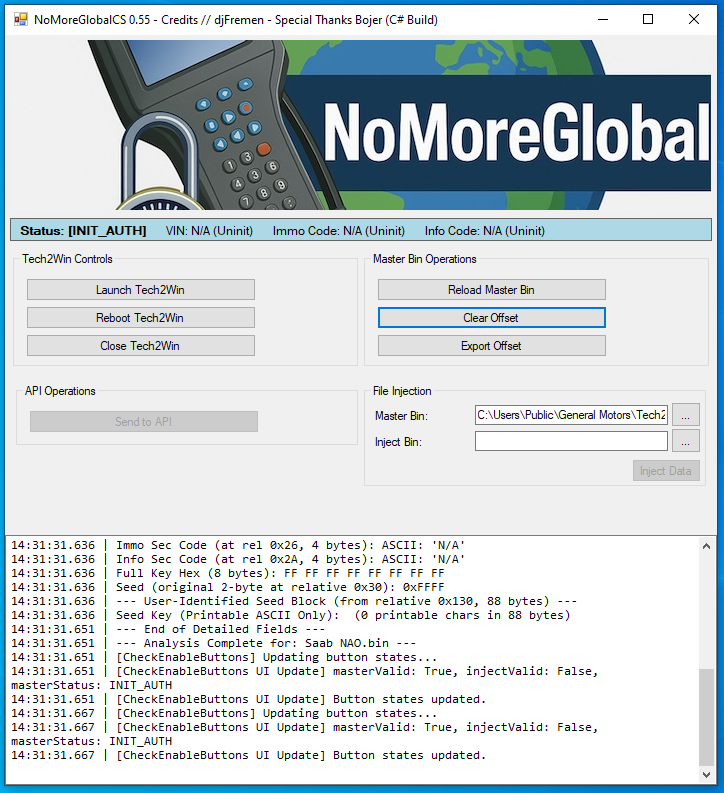 NoMoreGlobalCS 0.55 - Credits // djFremen - Special Thanks Bojer (C# Build)
1 2 3
4 5 6
7 8 9
NoMoreGlobal
Status: [INIT_AUTH] VIN: N/A (Uninit) Immo Code: N/A (Uninit) Info Code: N/A (Uninit)
Tech2Win Controls
Launch Tech2Win
Reboot Tech2Win
Close Tech2Win
Master Bin Operations
Reload Master Bin
Clear Offset
Export Offset
API Operations
Send to API
File Injection
Master Bin: C:\Users\Public\General Motors\Tech2 ...
Inject Bin: ...
Inject Data
14:31:31.636 | Immo Sec Code (at rel 0x26, 4 bytes): ASCII: 'N/A'
14:31:31.636 | Info Sec Code (at rel 0x2A, 4 bytes): ASCII: 'N/A'
14:31:31.636 | Full Key Hex (8 bytes): FF FF FF FF FF FF FF FF
14:31:31.636 | Seed (original 2-byte at relative 0x30): 0xFFFF
14:31:31.636 | --- User-Identified Seed Block (from relative 0x130, 88 bytes) ---
14:31:31.636 | Seed Key (Printable ASCII Only):  (0 printable chars in 88 bytes)
14:31:31.651 | --- End of Detailed Fields ---
14:31:31.651 | --- Analysis Complete for: Saab NAO.bin ---
14:31:31.651 | [CheckEnableButtons] Updating button states...
14:31:31.651 | [CheckEnableButtons UI Update] masterValid: True, injectValid: False,
masterStatus: INIT_AUTH
14:31:31.651 | [CheckEnableButtons UI Update] Button states updated.
14:31:31.667 | [CheckEnableButtons] Updating button states...
14:31:31.667 | [CheckEnableButtons UI Update] masterValid: True, injectValid: False,
masterStatus: INIT_AUTH
14:31:31.667 | [CheckEnableButtons UI Update] Button states updated.